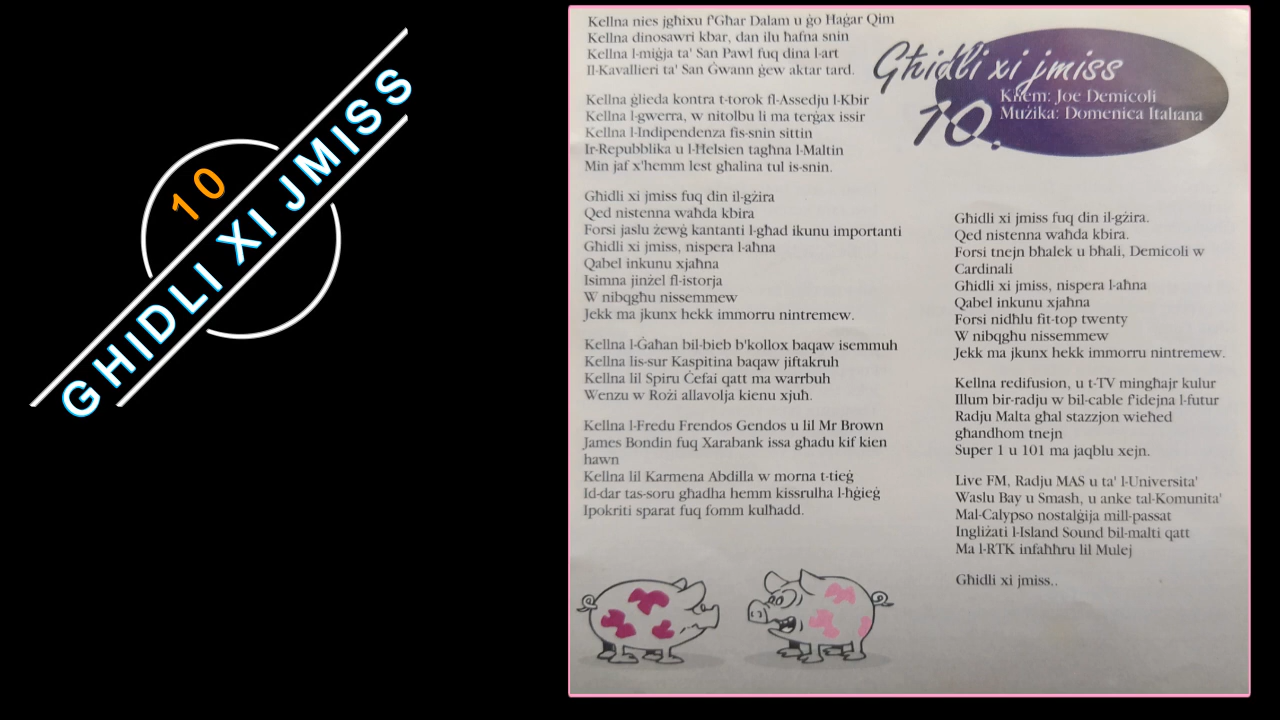 10
GHIDLI XI JMISS
Għidli xi jmiss
10.
Kliem: Joe Demicoli
Mużika: Domenica Italiana
Kellna nies jgħixu f'Għar Dalam u ġo Ħaġar Qim
Kellna dinosawri kbar, dan ilu ħafna snin
Kellna l-miġja ta' San Pawl fuq dina l-art
Il-Kavallieri ta' San Ġwann ġew aktar tard.
Kellna ġlieda kontra t-torok fl-Assedju l-Kbir
Kellna l-gwerra, w nitolbu li ma terġax issir
Kellna l-Indipendenza fis-snin sittin
Ir-Repubblika u l-Ħelsien tagħna l-Maltin
Min jaf x'hemm lest għalina tul is-snin.
Għidli xi jmiss fuq din il-gżira
Qed nistenna waħda kbira
Forsi jaslu żewġ kantanti l-għad ikunu importanti
Għidli xi jmiss, nispera l-aħna
Qabel inkunu xjaħna
Isimna jinżel fl-istorja
W nibqgħu nissemmew
Jekk ma jkunx hekk immorru nintremew.
Kellna l-Ġaħan bil-bieb b'kollox baqaw isemmuh
Kellna lis-sur Kaspitina baqaw jiftakruh
Kellna lil Spiru Ċefai qatt ma warrbuh
Wenzu w Rożi allavolja kienu xjuħ.
Kellna l-Fredu Frendos Gendos u lil Mr Brown
James Bondin fuq Xarabank issa għadu kif kien
hawn
Kellna lil Karmena Abdilla w morna t-tieġ
Id-dar tas-soru għadha hemm kissrulha l-ħġieġ
Ipokriti sparat fuq fomm kulħadd.
Għidli xi jmiss fuq din il-gżira.
Qed nistenna waħda kbira.
Forsi tnejn bħalek u bħali, Demicoli w
Cardinali
Għidli xi jmiss, nispera l-aħna
Qabel inkunu xjaħna
Forsi nidħlu fit-top twenty
W nibqgħu nissemmew
Jekk ma jkunx hekk immorru nintremew.
Kellna redifusion, u t-TV mingħajr kulur
Illum bir-radju w bil-cable f'idejna l-futur
Radju Malta għal stazzjon wieħed
għandhom tnejn
Super 1 u 101 ma jaqblu xejn.
Live FM, Radju MAS u ta' l-Universita'
Waslu Bay u Smash, u anke tal-Komunita'
Mal-Calypso nostalġija mill-passat
Ingliżati l-Island Sound bil-malti qatt
Ma l-RTK infaħħru lil Mulej
Għidli xi jmiss..